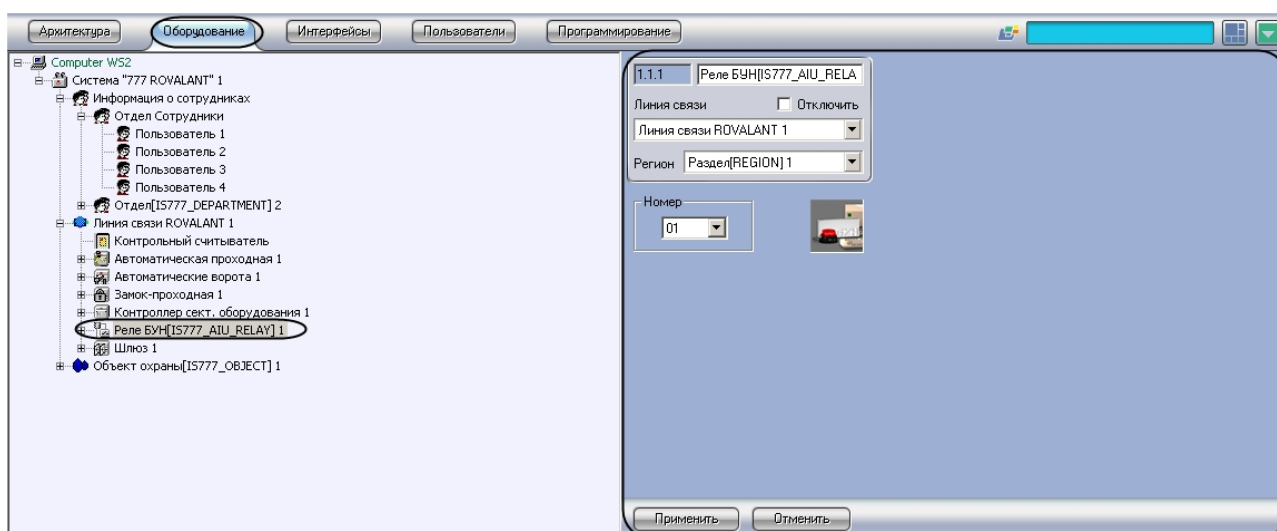 Архитектура Оборудование Интерфейсы Пользователи Программирование
Computer WS2
Система "777 ROVALANT" 1
Информация о сотрудниках
Отдел Сотрудники
Пользователь 1
Пользователь 2
Пользователь 3
Пользователь 4
Отдел[IS777_DEPARTMENT] 2
Линия связи ROVALANT 1
Контрольный считыватель
Автоматическая проходная 1
Автоматические ворота 1
Замок-проходная 1
Контроллер сект. оборудования 1
Реле БУН[IS777_AIU_RELAY] 1
Шлюз 1
Объект охраны[IS777_OBJECT] 1
1.1.1 Реле БУН[IS777_AIU_RELA
Линия связи Отключить
Линия связи ROVALANT 1
Регион Раздел[REGION] 1
Номер
01
Применить Отменить